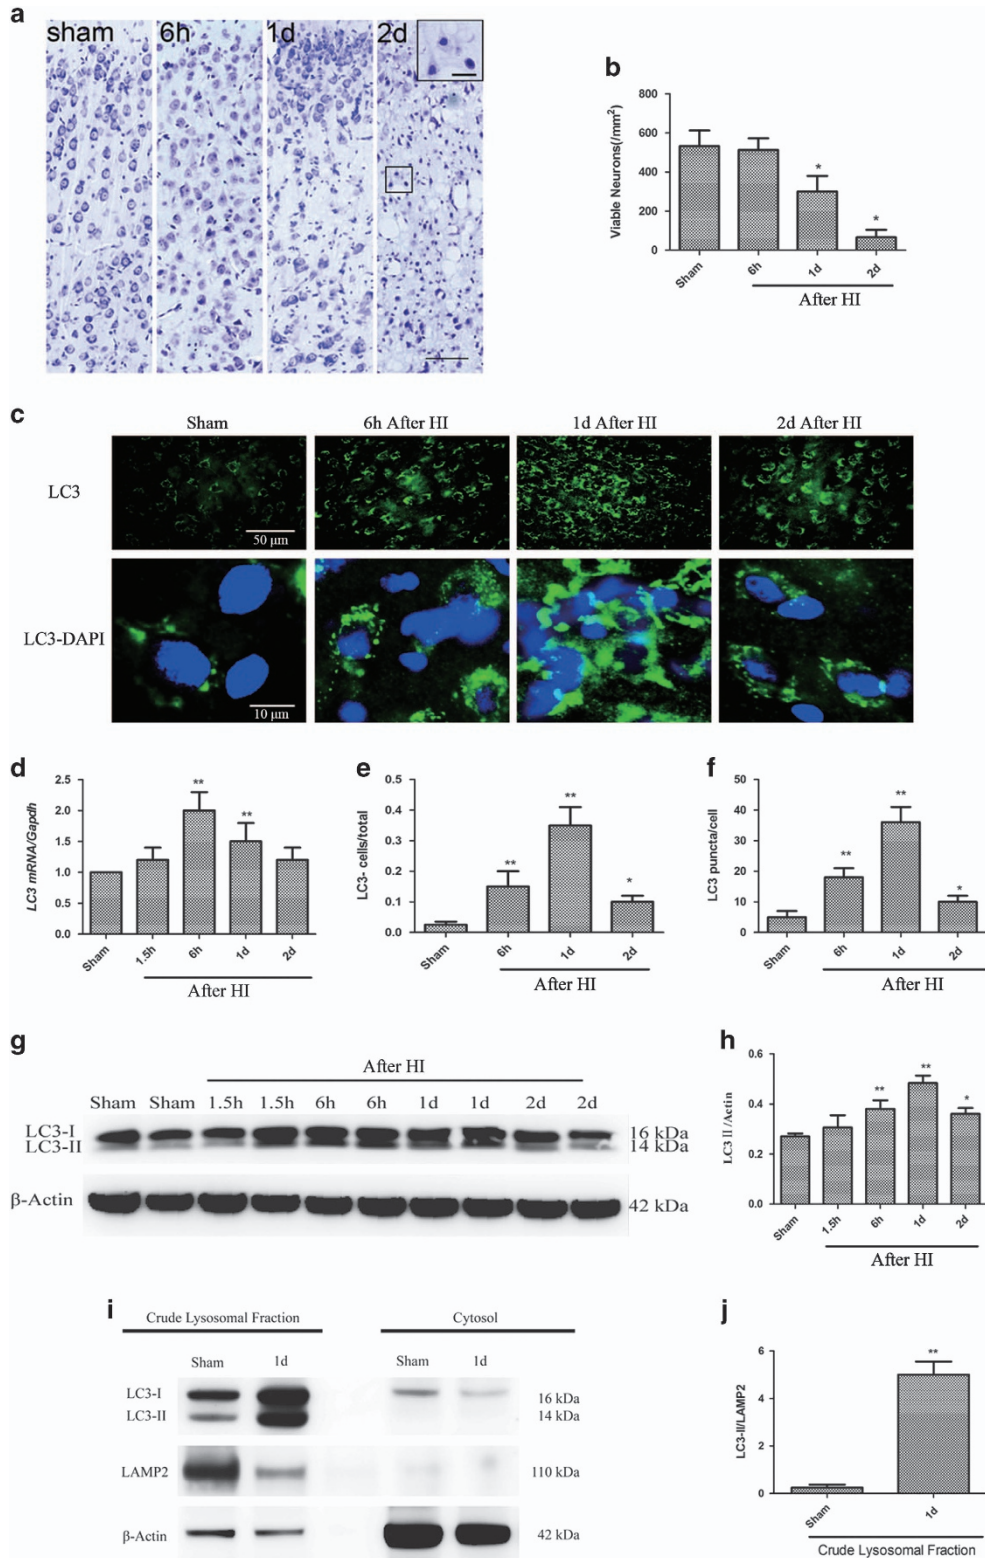 a
sham 6h 1d 2d
b
Viable Neurons(/mm²)
800
600
400
200
0
Sham 6h 1d 2d
* *
After HI
c
Sham 6h After HI 1d After HI 2d After HI
LC3
50 µm
LC3-DAPI
10 µm
d
LC3 mRNA/Gapdh
2.5
2.0
1.5
1.0
0.5
0.0
** **
Sham 1.5h 6h 1d 2d
After HI
e
LC3- cells/total
0.5
0.4
0.3
0.2
0.1
0.0
** ** *
Sham 6h 1d 2d
After HI
f
LC3 puncta/cell
50
40
30
20
10
0
** ** *
Sham 6h 1d 2d
After HI
g
After HI
Sham Sham 1.5h 1.5h 6h 6h 1d 1d 2d 2d
LC3-I 16 kDa
LC3-II 14 kDa
β-Actin 42 kDa
h
LC3 II/Actin
0.6
0.4
0.2
0.0
** ** *
Sham 1.5h 6h 1d 2d
After HI
i
Crude Lysosomal Fraction Cytosol
Sham 1d Sham 1d
LC3-I 16 kDa
LC3-II 14 kDa
LAMP2 110 kDa
β-Actin 42 kDa
j
LC3-II/LAMP2
6
4
2
0
**
Sham 1d
Crude Lysosomal Fraction